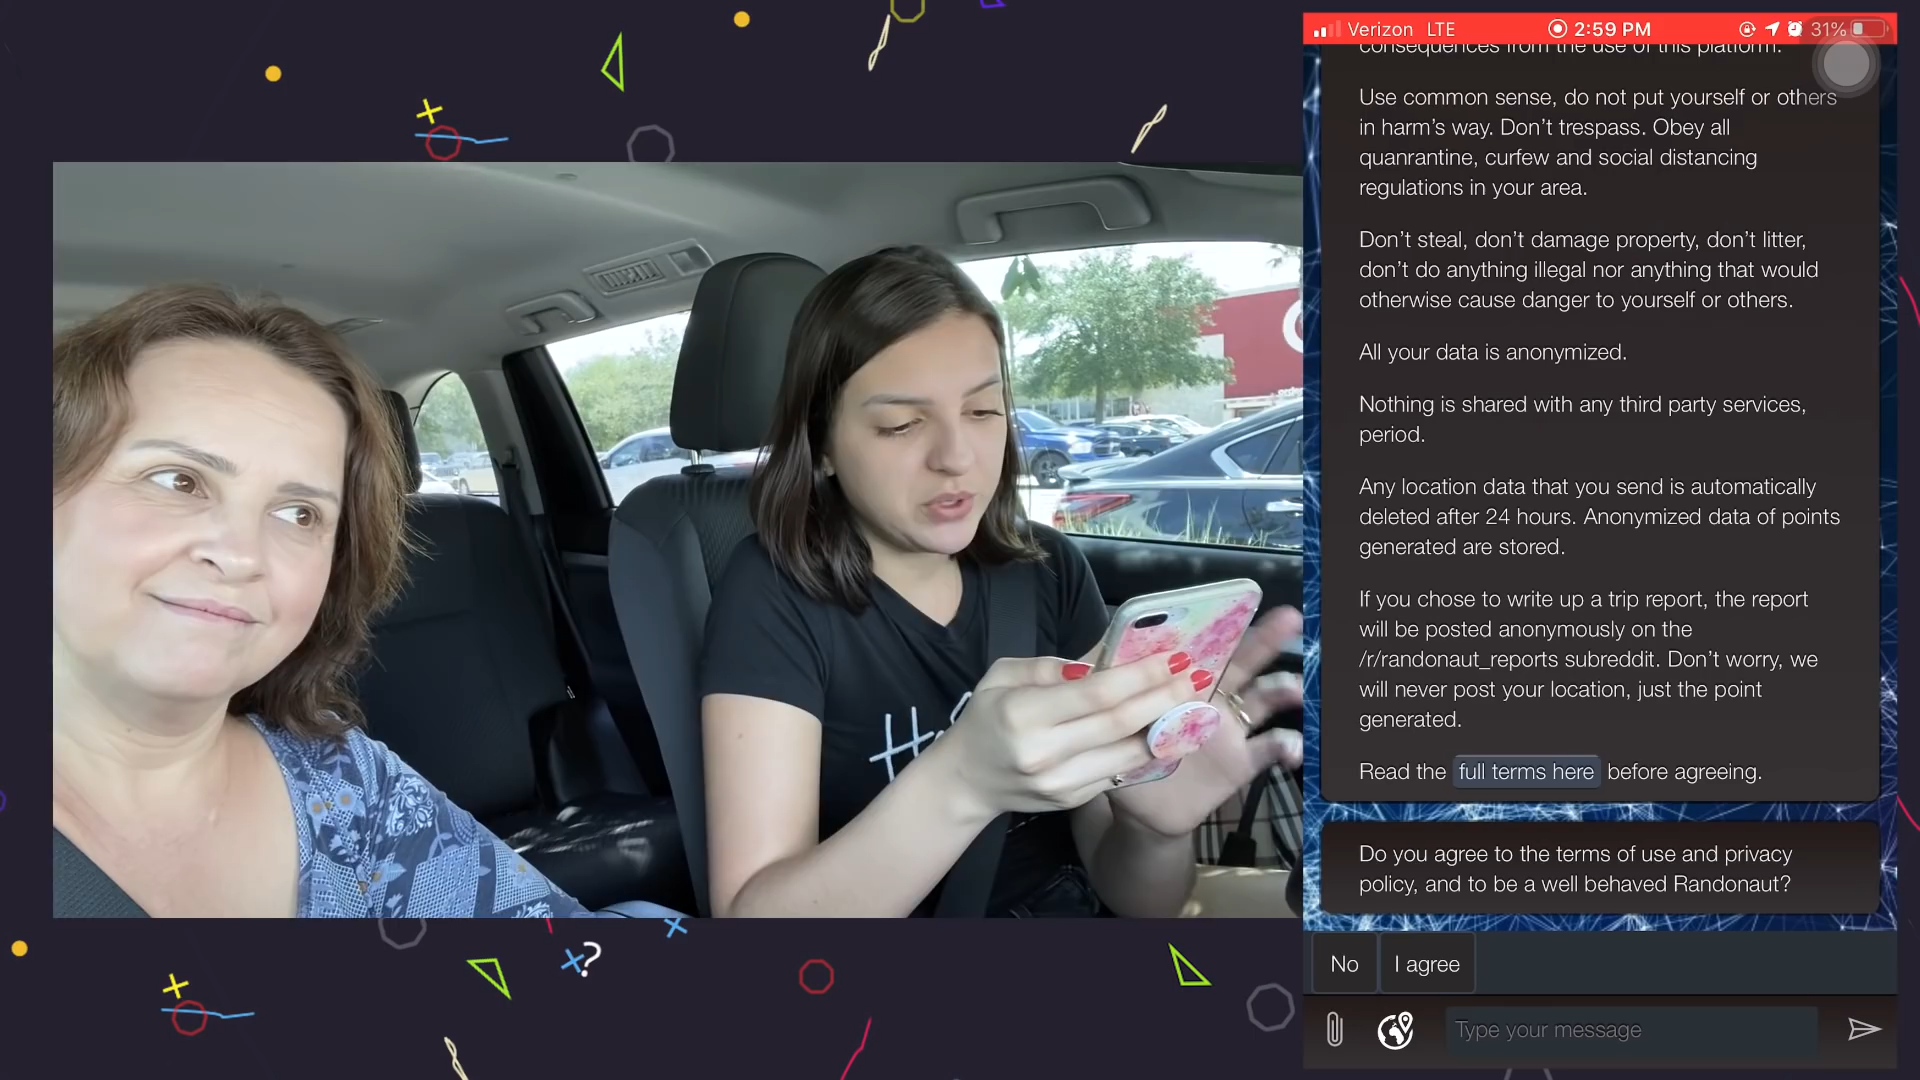 Verizon LTE 2:59 PM 31%
consequences from the use of this platform.
Use common sense, do not put yourself or others
in harm's way. Don't trespass. Obey all
quanrantine, curfew and social distancing
regulations in your area.
Don't steal, don't damage property, don't litter,
don't do anything illegal nor anything that would
otherwise cause danger to yourself or others.
All your data is anonymized.
Nothing is shared with any third party services,
period.
Any location data that you send is automatically
deleted after 24 hours. Anonymized data of points
generated are stored.
If you chose to write up a trip report, the report
will be posted anonymously on the
/r/randonaut_reports subreddit. Don't worry, we
will never post your location, just the point
generated.
Read the full terms here before agreeing.
Do you agree to the terms of use and privacy
policy, and to be a well behaved Randonaut?
No I agree
Type your message
?